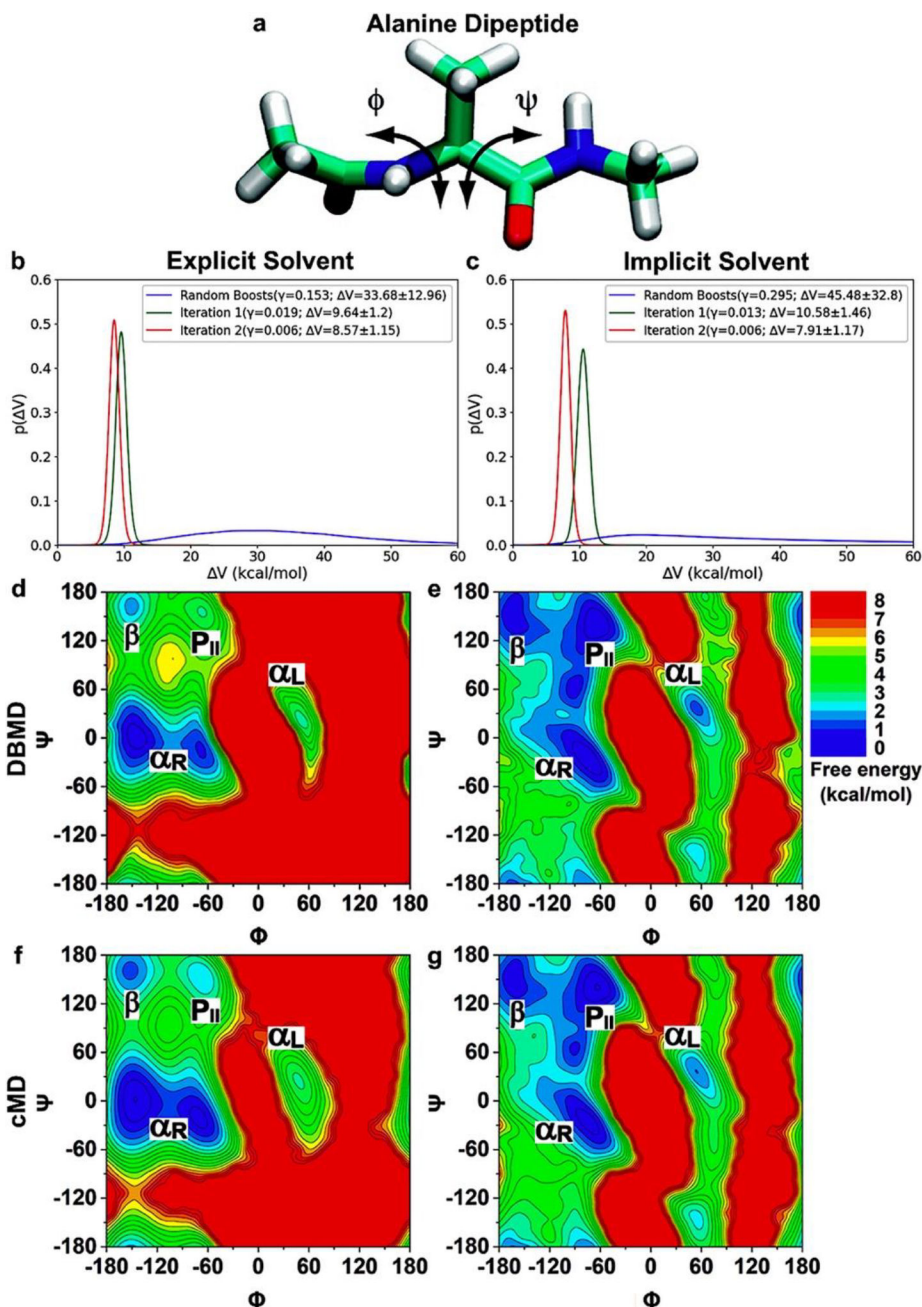 a Alanine Dipeptide
ϕ ψ
b Explicit Solvent
0.6
0.5
0.4
0.3
0.2
0.1
0.0
p(ΔV)
Random Boosts(γ=0.153; ΔV=33.68±12.96)
Iteration 1(γ=0.019; ΔV=9.64±1.2)
Iteration 2(γ=0.006; ΔV=8.57±1.15)
0 10 20 30 40 50 60
ΔV (kcal/mol)
c Implicit Solvent
0.6
0.5
0.4
0.3
0.2
0.1
0.0
p(ΔV)
Random Boosts(γ=0.295; ΔV=45.48±32.8)
Iteration 1(γ=0.013; ΔV=10.58±1.46)
Iteration 2(γ=0.006; ΔV=7.91±1.17)
0 10 20 30 40 50 60
ΔV (kcal/mol)
d
DBMD
Ψ
180
120
60
0
-60
-120
-180
β
PII
αL
αR
-180 -120 -60 0 60 120 180
Φ
e
Ψ
180
120
60
0
-60
-120
-180
β
PII
αL
αR
-180 -120 -60 0 60 120 180
Φ
8
7
6
5
4
3
2
1
0
Free energy
(kcal/mol)
f
cMD
Ψ
180
120
60
0
-60
-120
-180
β
PII
αL
αR
-180 -120 -60 0 60 120 180
Φ
g
Ψ
180
120
60
0
-60
-120
-180
β
PII
αL
αR
-180 -120 -60 0 60 120 180
Φ